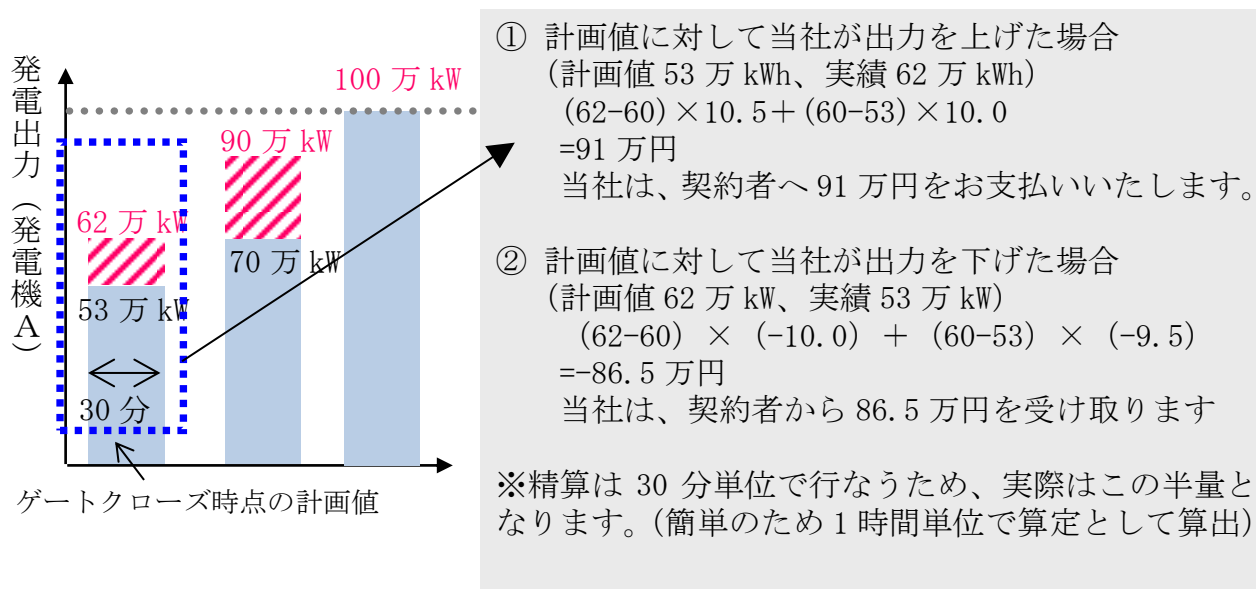 発電出力（発電機A）
100 万 kW
90 万 kW
62 万 kW
70 万 kW
53 万 kW
30 分
ゲートクローズ時点の計画値
① 計画値に対して当社が出力を上げた場合
(計画値 53 万 kWh、実績 62 万 kWh)
(62-60)×10.5＋(60-53)×10.0
=91 万円
当社は、契約者へ 91 万円をお支払いいたします。
② 計画値に対して当社が出力を下げた場合
(計画値 62 万 kW、実績 53 万 kW)
(62-60) × (-10.0) + (60-53) × (-9.5)
=-86.5 万円
当社は、契約者から 86.5 万円を受け取ります
※精算は 30 分単位で行なうため、実際はこの半量と
なります。(簡単のため 1 時間単位で算定として算出)